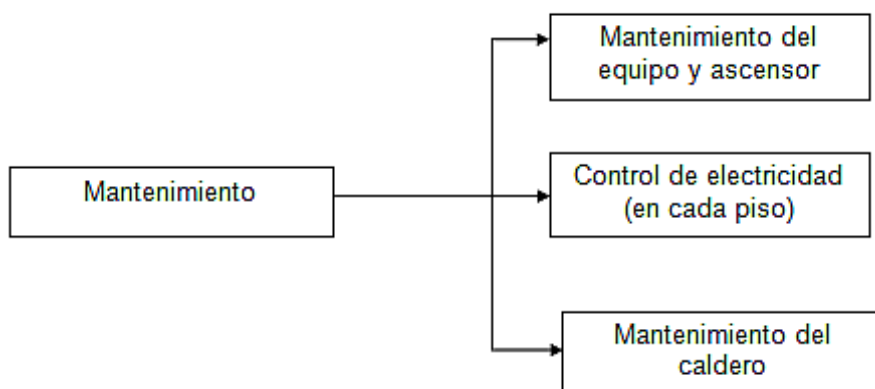 Mantenimiento del
equipo y ascensor
Mantenimiento
Control de electricidad
(en cada piso)
Mantenimiento del
caldero